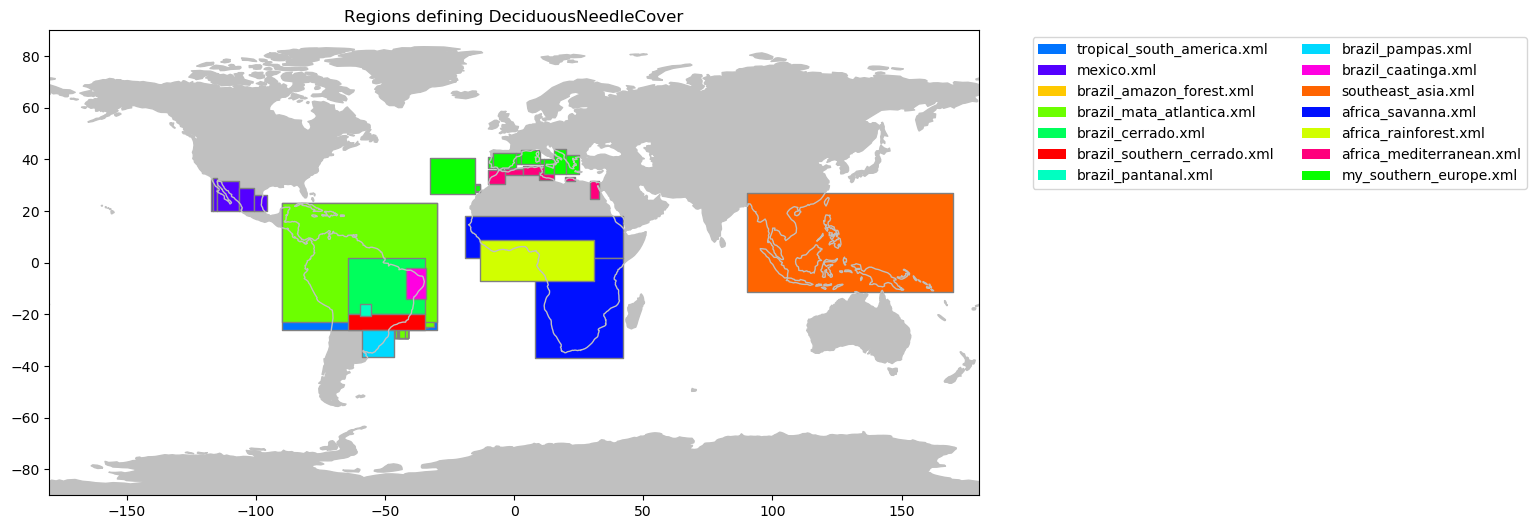 Regions defining DeciduousNeedleCover
80
60
40
20
0
−20
−40
−60
−80
−150
−100
−50
0
50
100
150
tropical_south_america.xml
mexico.xml
brazil_amazon_forest.xml
brazil_mata_atlantica.xml
brazil_cerrado.xml
brazil_southern_cerrado.xml
brazil_pantanal.xml
brazil_pampas.xml
brazil_caatinga.xml
southeast_asia.xml
africa_savanna.xml
africa_rainforest.xml
africa_mediterranean.xml
my_southern_europe.xml